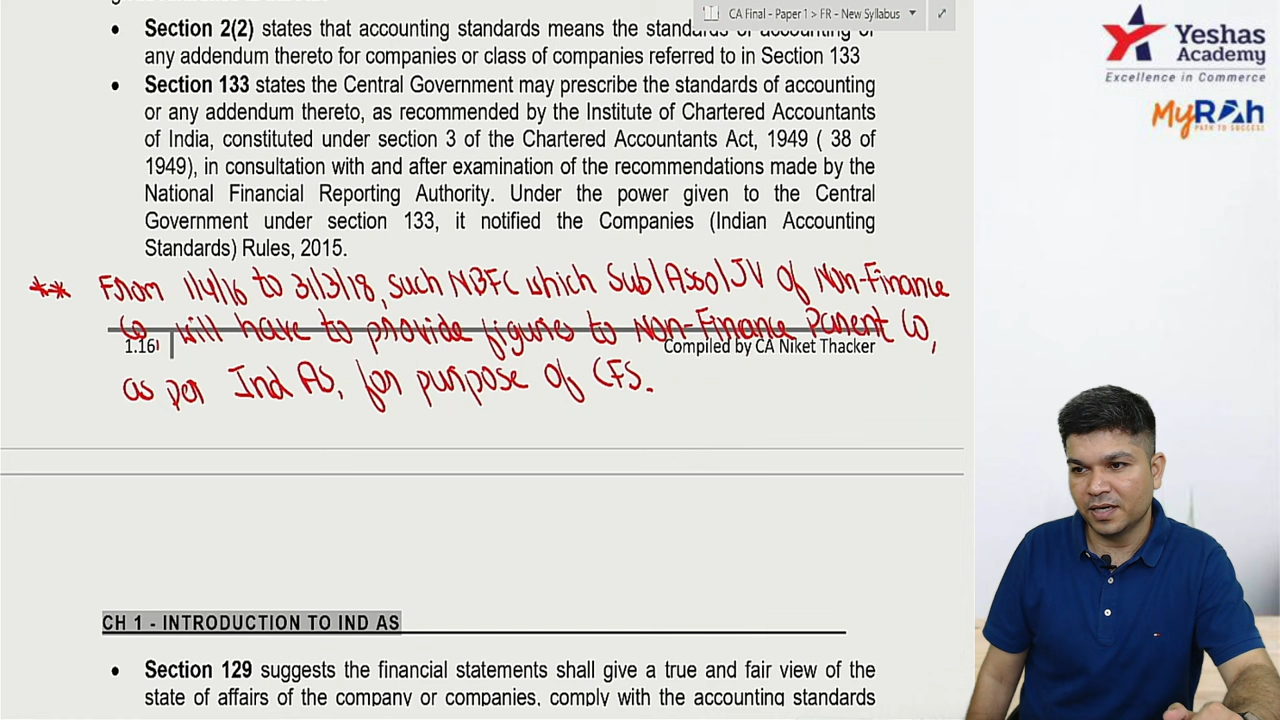 CA Final - Paper 1 > FR - New Syllabus
Section 2(2) states that accounting standards means the standards of accounting or
any addendum thereto for companies or class of companies referred to in Section 133
Section 133 states the Central Government may prescribe the standards of accounting
or any addendum thereto, as recommended by the Institute of Chartered Accountants
of India, constituted under section 3 of the Chartered Accountants Act, 1949 ( 38 of
1949), in consultation with and after examination of the recommendations made by the
National Financial Reporting Authority. Under the power given to the Central
Government under section 133, it notified the Companies (Indian Accounting
Standards) Rules, 2015.
** From 1/4/16 to 31/3/18, such NBFC which Sub/Asso/JV of Non-Finance
Co will have to provide figures to Non-Finance Parent Co,
1.16
Compiled by CA Niket Thacker
as per Ind AS, for purpose of CFS.
CH 1 - INTRODUCTION TO IND AS
Section 129 suggests the financial statements shall give a true and fair view of the
state of affairs of the company or companies, comply with the accounting standards
Yeshas
Academy
Excellence in Commerce
MyRah
PATH TO SUCCESS